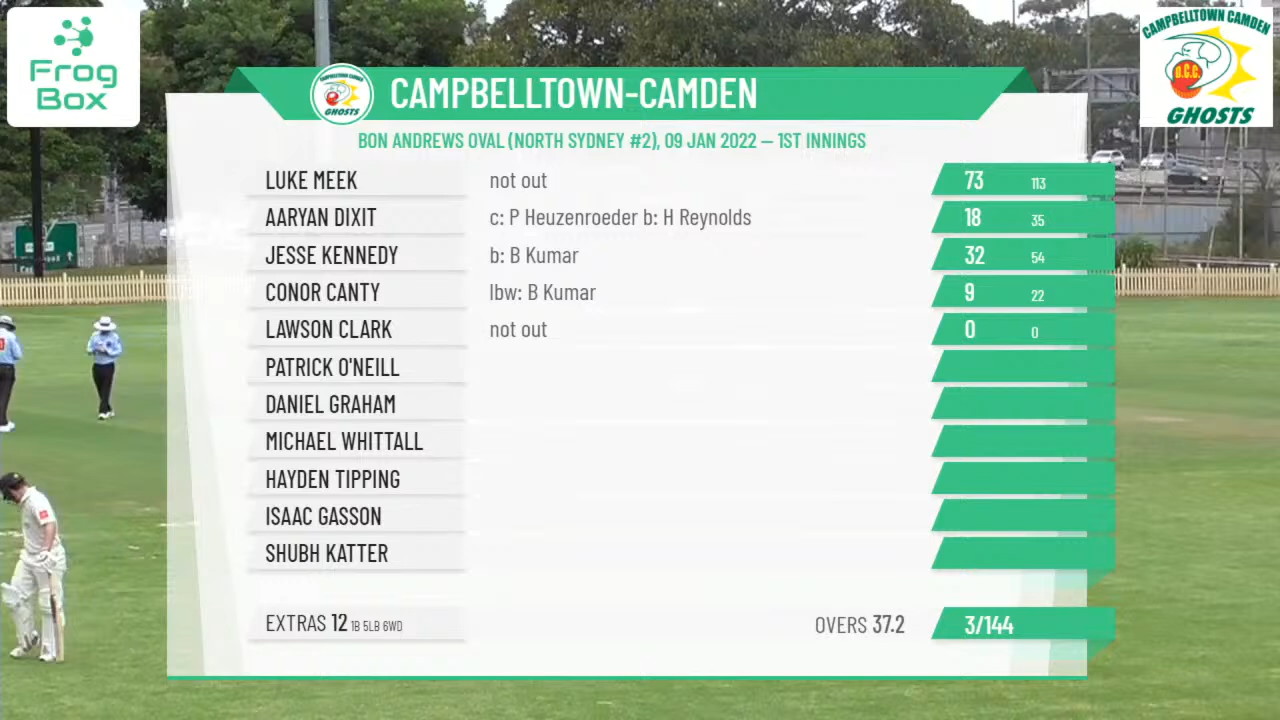 Frog
Box
CAMPBELLTOWN CAMDEN
D.C.C.
GHOSTS
CAMPBELLTOWN CAMDEN
GHOSTS
CAMPBELLTOWN-CAMDEN
BON ANDREWS OVAL (NORTH SYDNEY #2), 09 JAN 2022 – 1ST INNINGS
LUKE MEEK not out 73 113
AARYAN DIXIT c: P Heuzenroeder b: H Reynolds 18 35
JESSE KENNEDY b: B Kumar 32 54
CONOR CANTY lbw: B Kumar 9 22
LAWSON CLARK not out 0 0
PATRICK O'NEILL
DANIEL GRAHAM
MICHAEL WHITTALL
HAYDEN TIPPING
ISAAC GASSON
SHUBH KATTER
EXTRAS 12 1B 5LB 6WD OVERS 37.2 3/144